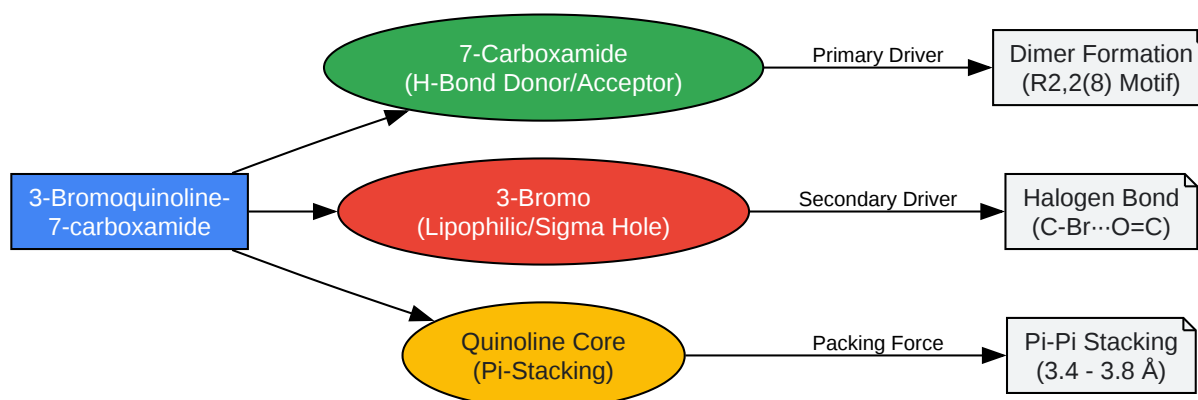 7-Carboxamide
(H-Bond Donor/Acceptor)
Primary Driver
Dimer Formation
(R2,2(8) Motif)
3-Bromoquinoline-
7-carboxamide
3-Bromo
(Lipophilic/Sigma Hole)
Secondary Driver
Halogen Bond
(C-Br···O=C)
Quinoline Core
(Pi-Stacking)
Packing Force
Pi-Pi Stacking
(3.4 - 3.8 Å)